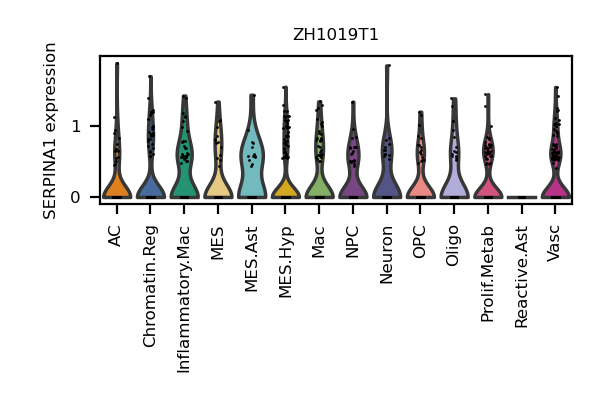 ZH1019T1
SERPINA1 expression
1
0
AC
Chromatin.Reg
Inflammatory.Mac
MES
MES.Ast
MES.Hyp
Mac
NPC
Neuron
OPC
Oligo
Prolif.Metab
Reactive.Ast
Vasc